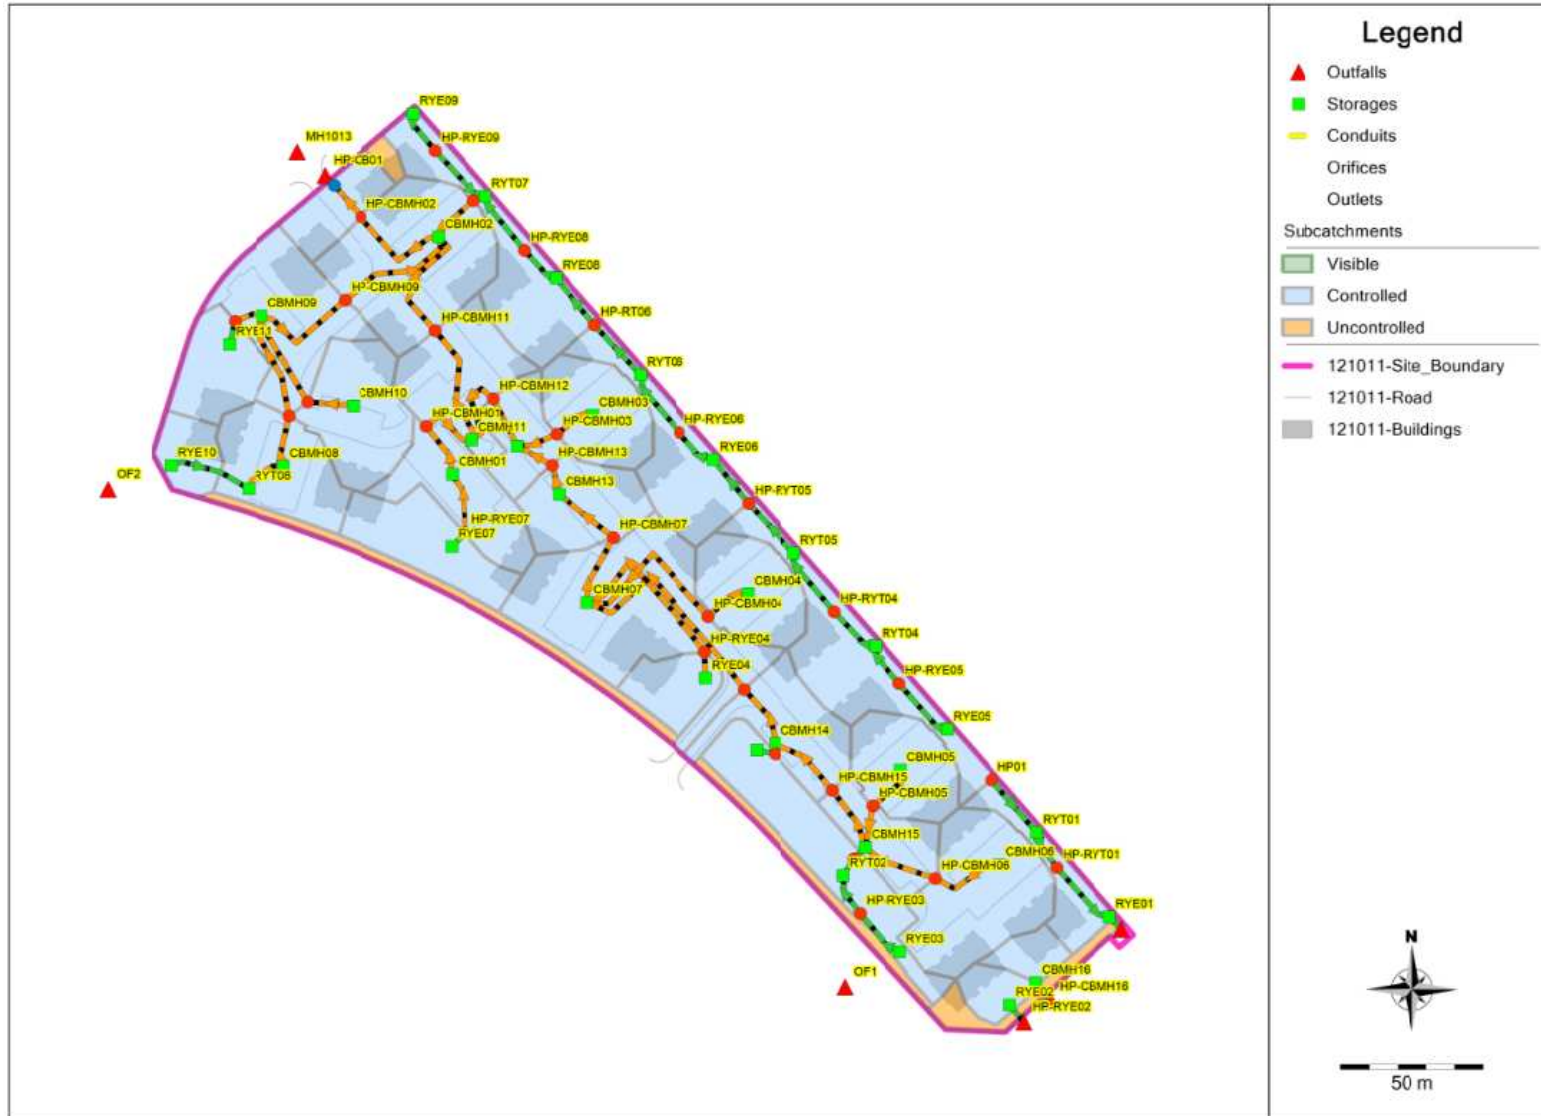 Legend
Outfalls
Storages
Conduits
Orifices
Outlets
Subcatchments
Visible
Controlled
Uncontrolled
121011-Site_Boundary
121011-Road
121011-Buildings
RYE09
MH1013
HP-RYE09
HP-CB01
RYT07
HP-CBMH02
CBMH02
HP-RYE08
RYE08
HP-CBMH09
CBMH09
HP-RT06
RYE11
HP-CBMH11
RYT06
CBMH10
HP-CBMH12
CBMH03
HP-CBMH01
HP-CBMH03
HP-RYE06
CBMH11
RYE10
HP-CBMH13
RYE06
OF2
CBMH08
CBMH01
RYT08
CBMH13
HP-RYT05
HP-RYE07
RYE07
HP-CBMH07
RYT05
CBMH07
CBMH04
HP-CBMH04
HP-RYT04
HP-RYE04
RYT04
RYE04
HP-RYE05
RYE05
CBMH14
CBMH05
HP-CBMH15
HP-CBMH05
HP01
CBMH15
RYT01
RYT02
CBMH06
HP-RYT01
HP-CBMH06
HP-RYE03
RYE01
RYE03
OF1
CBMH16
RYE02
HP-CBMH16
HP-RYE02
N
50 m